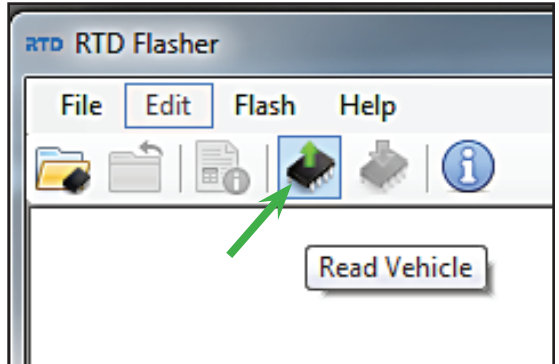 RTD RTD Flasher
File Edit Flash Help
Read Vehicle